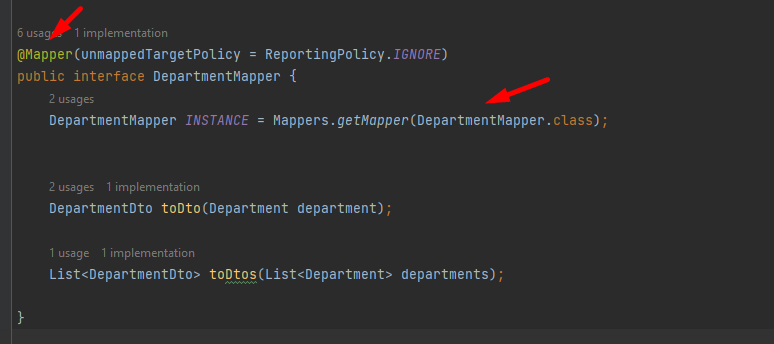 6 usages 1 implementation
@Mapper(unmappedTargetPolicy = ReportingPolicy.IGNORE)
public interface DepartmentMapper {
2 usages
DepartmentMapper INSTANCE = Mappers.getMapper(DepartmentMapper.class);
2 usages 1 implementation
DepartmentDto toDto(Department department);
1 usage 1 implementation
List<DepartmentDto> toDtos(List<Department> departments);
}